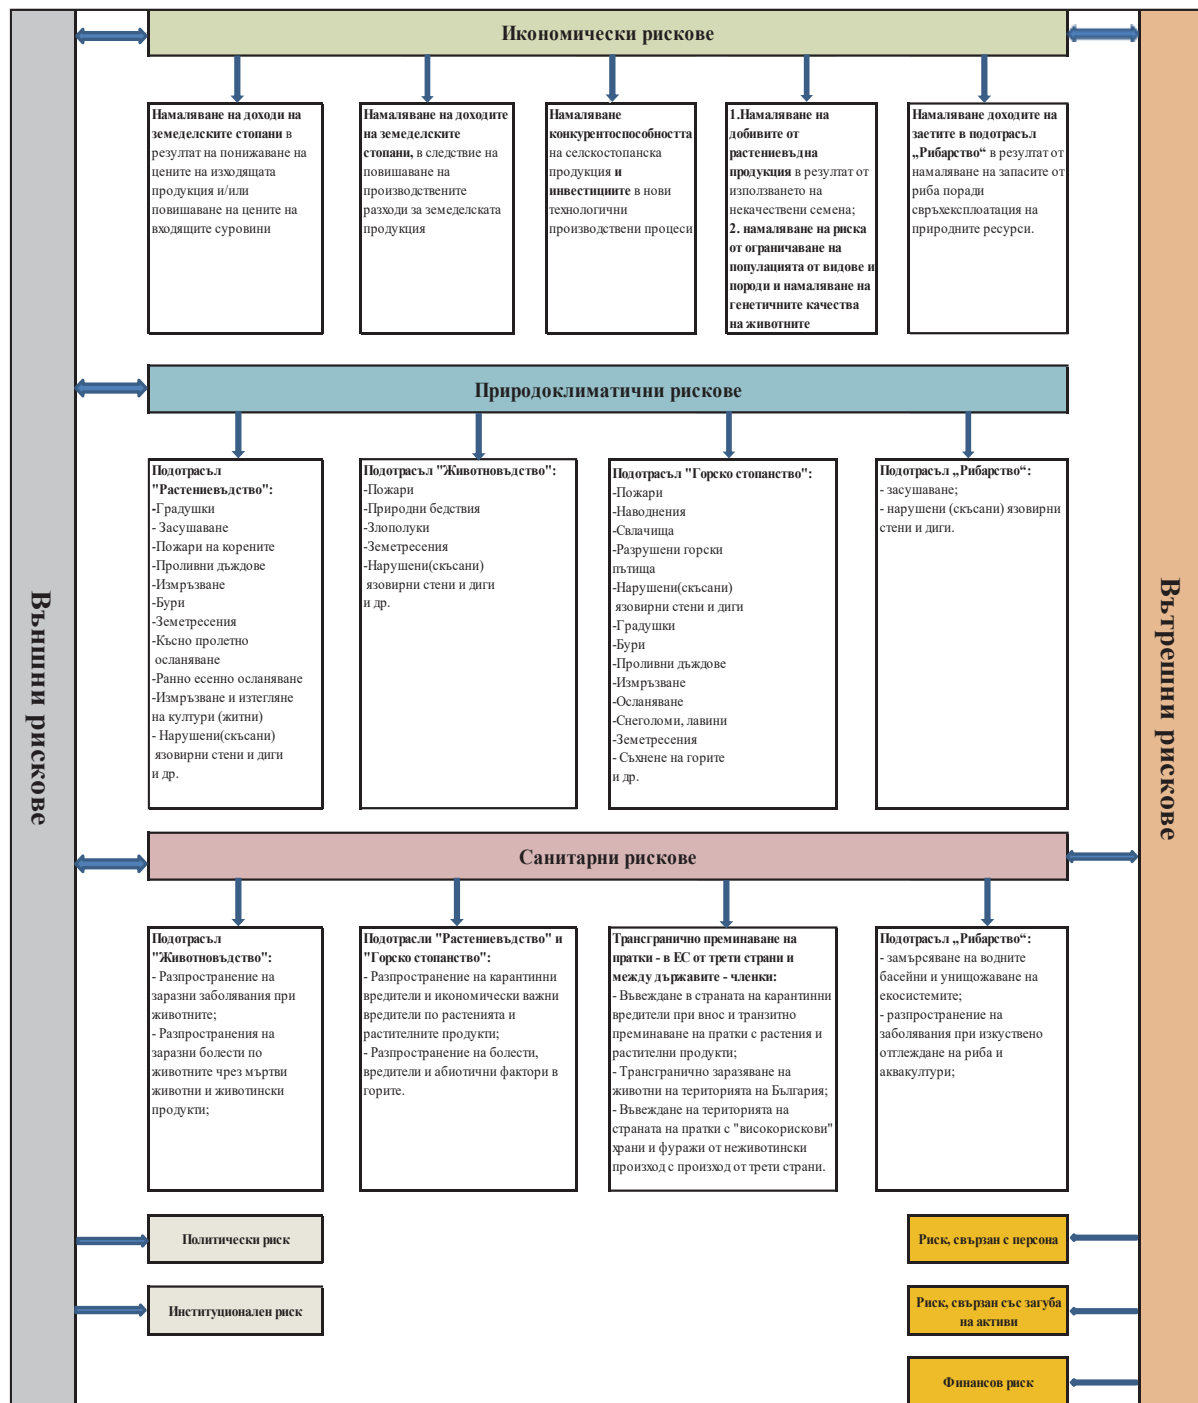 Външни рискове
Вътрешни рискове
Икономически рискове
Намаляване на доходи на
земеделските стопани в
резултат на понижаване на
цените на изходящата
продукция и/или
повишаване на цените на
входящите суровини
Намаляване на доходите
на земеделските
стопани, в следствие на
повишаване на
производствените
разходи за земеделската
продукция
Намаляване
конкурентоспособността
на селскостопанска
продукция и
инвестициите в нови
технологични
производствени процеси
1.Намаляване на
добивите от
растениевъдна
продукция в резултат от
използването на
некачествени семена;
2. намаляване на риска
от ограничаване на
популацията от видове и
породи и намаляване на
генетичните качества
на животните
Намаляване доходите на
заетите в подотрасъл
„Рибарство“ в резултат от
намаляване на запасите от
риба поради
свръхексплоатация на
природните ресурси.
Природоклиматични рискове
Подотрасъл
"Растениевъдство":
-Градушки
- Засушаване
-Пожари на корените
-Проливни дъждове
-Измръзване
-Бури
-Земетресения
-Късно пролетно
осланяване
-Ранно есенно осланяване
-Измръзване и изтегляне
на култури (житни)
- Нарушени(скъсани)
язовирни стени и диги
и др.
Подотрасъл "Животновъдство":
-Пожари
-Природни бедствия
-Злополуки
-Земетресения
-Нарушени(скъсани)
язовирни стени и диги
и др.
Подотрасъл "Горско стопанство":
-Пожари
-Наводнения
-Свлачища
-Разрушени горски
пътища
-Нарушени(скъсани)
язовирни стени и диги
-Градушки
-Бури
-Проливни дъждове
-Измръзване
-Осланяване
-Снеголоми, лавини
-Земетресения
- Съхнене на горите
и др.
Подотрасъл „Рибарство“:
- засушаване;
- нарушени (скъсани) язовирни
стени и диги.
Санитарни рискове
Подотрасъл
"Животновъдство":
- Разпространение на
заразни заболявания при
животните;
- Разпространения на
заразни болести по
животните чрез мъртви
животни и животински
продукти;
Подотрасли "Растениевъдство" и
"Горско стопанство":
- Разпространение на карантинни
вредители и икономически важни
вредители по растенията и
растителните продукти;
- Разпространение на болести,
вредители и абиотични фактори в
горите.
Трансгранично преминаване на
пратки - в ЕС от трети страни и
между държавите - членки:
- Въвеждане в страната на карантинни
вредители при внос и транзитно
преминаване на пратки с растения и
растителни продукти;
- Трансгранично заразяване на
животни на територията на България;
- Въвеждане на територията на
страната на пратки с "високорискови"
храни и фуражи от неживотински
произход с произход от трети страни.
Подотрасъл „Рибарство“:
- замърсяване на водните
басейни и унищожаване на
екосистемите;
- разпространение на
заболявания при изкуствено
отглеждане на риба и
аквакултури;
Политически риск
Риск, свързан с персона
Институционален риск
Риск, свързан със загуба
на активи
Финансов риск